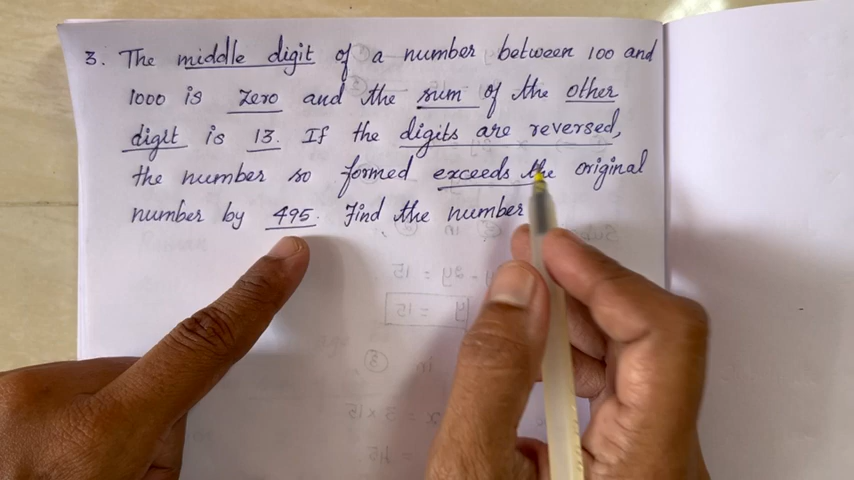 3. The middle digit of a number between 100 and
1000 is zero and the sum of the other
digit is 13. If the digits are reversed,
the number so formed exceeds the original
number by 495. Find the number